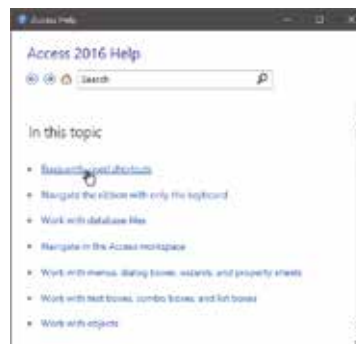 Access Help
Access 2016 Help
Search
In this topic
Frequently used shortcuts
Navigate the ribbon with only the keyboard
Work with database files
Navigate in the Access workspace
Work with menus, dialog boxes, wizards, and property sheets
Work with text boxes, combo boxes, and list boxes
Work with objects